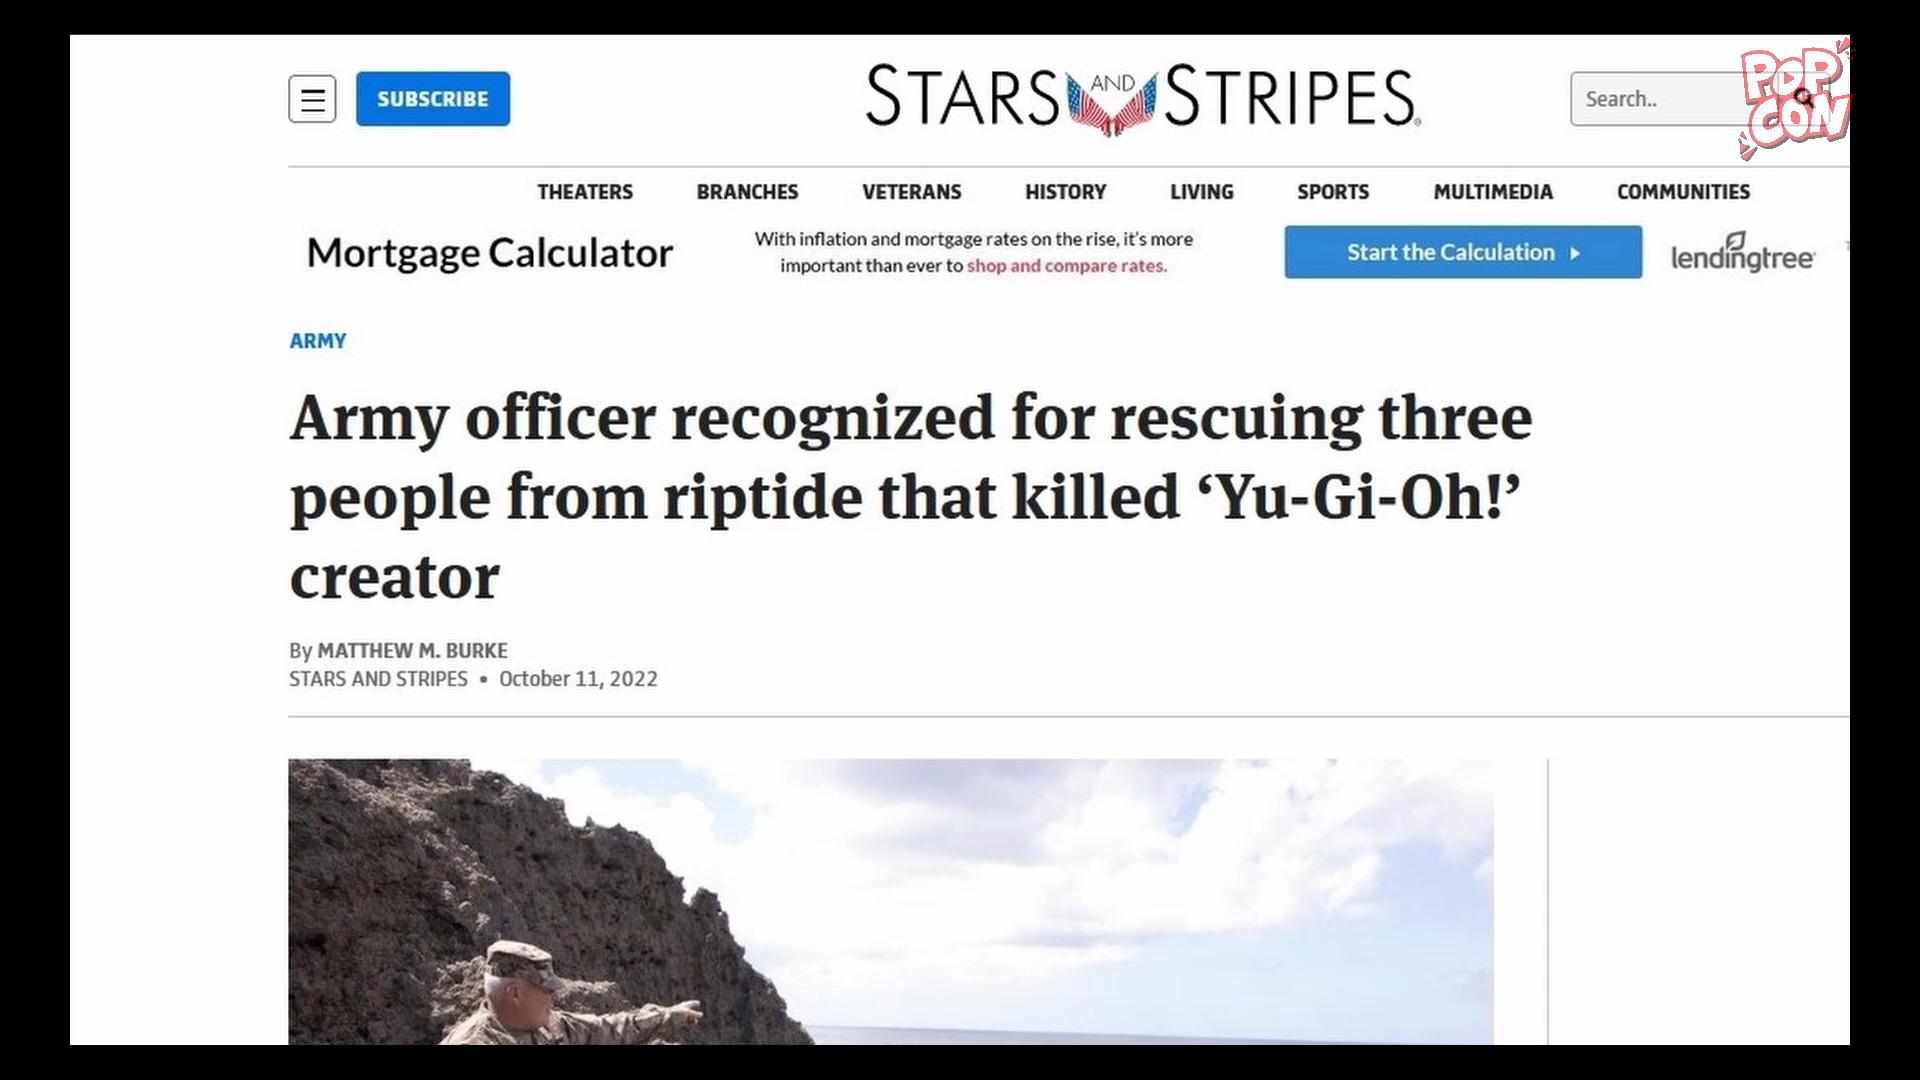 SUBSCRIBE
STARS AND STRIPES®
Search..
POP
CON
THEATERS BRANCHES VETERANS HISTORY LIVING SPORTS MULTIMEDIA COMMUNITIES
Mortgage Calculator
With inflation and mortgage rates on the rise, it's more
important than ever to shop and compare rates.
Start the Calculation
lendingtree
ARMY
Army officer recognized for rescuing three
people from riptide that killed ‘Yu-Gi-Oh!’
creator
By MATTHEW M. BURKE
STARS AND STRIPES • October 11, 2022